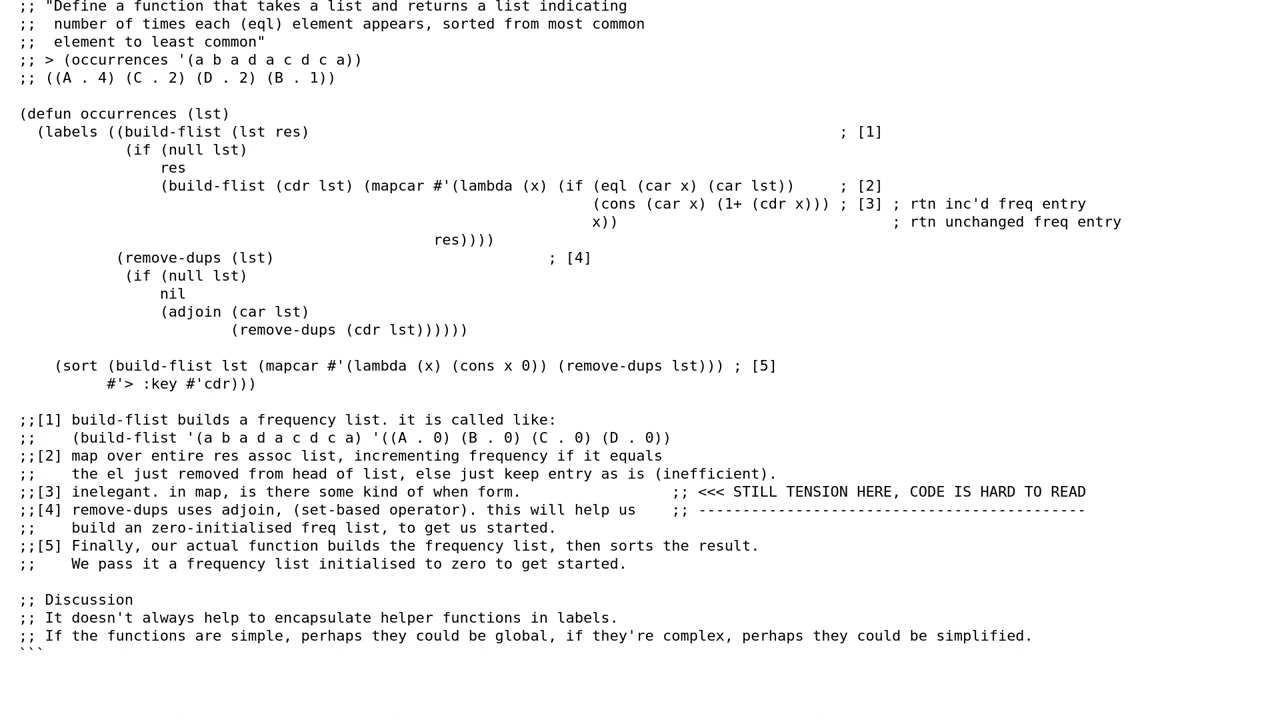 ;; "Define a function that takes a list and returns a list indicating
;;  number of times each (eql) element appears, sorted from most common
;;  element to least common"
;; > (occurrences '(a b a d a c d c a))
;; ((A . 4) (C . 2) (D . 2) (B . 1))

(defun occurrences (lst)
  (labels ((build-flist (lst res)                                                            ; [1]
            (if (null lst)
                res
                (build-flist (cdr lst) (mapcar #'(lambda (x) (if (eql (car x) (car lst))     ; [2]
                                                                 (cons (car x) (1+ (cdr x))) ; [3] ; rtn inc'd freq entry
                                                                 x))                               ; rtn unchanged freq entry
                                               res))))
           (remove-dups (lst)                               ; [4]
            (if (null lst)
                nil
                (adjoin (car lst)
                        (remove-dups (cdr lst))))))

    (sort (build-flist lst (mapcar #'(lambda (x) (cons x 0)) (remove-dups lst))) ; [5]
          #'> :key #'cdr)))

;;[1] build-flist builds a frequency list. it is called like:
;;    (build-flist '(a b a d a c d c a) '((A . 0) (B . 0) (C . 0) (D . 0))
;;[2] map over entire res assoc list, incrementing frequency if it equals
;;    the el just removed from head of list, else just keep entry as is (inefficient).
;;[3] inelegant. in map, is there some kind of when form.                 ;; <<< STILL TENSION HERE, CODE IS HARD TO READ
;;[4] remove-dups uses adjoin, (set-based operator). this will help us    ;; --------------------------------------------
;;    build an zero-initialised freq list, to get us started.
;;[5] Finally, our actual function builds the frequency list, then sorts the result.
;;    We pass it a frequency list initialised to zero to get started.

;; Discussion
;; It doesn't always help to encapsulate helper functions in labels.
;; If the functions are simple, perhaps they could be global, if they're complex, perhaps they could be simplified.
```